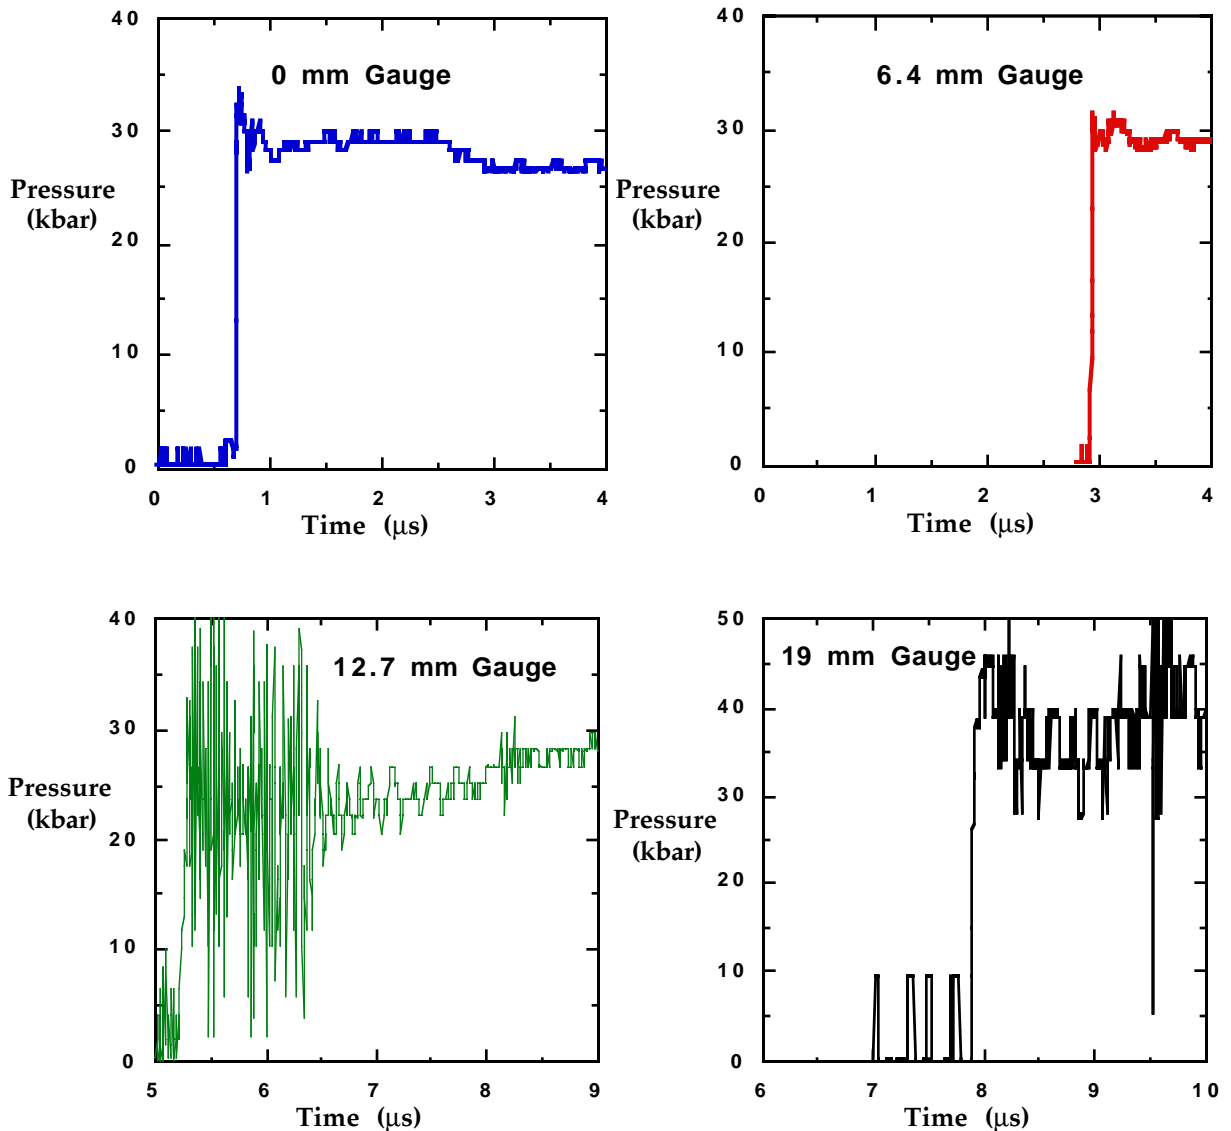 40
0 mm Gauge
30
Pressure
(kbar)
20
10
0
0 1 2 3 4
Time (μs)
40
6.4 mm Gauge
30
Pressure
(kbar)
20
10
0
0 1 2 3 4
Time (μs)
40
12.7 mm Gauge
30
Pressure
(kbar)
20
10
0
5 6 7 8 9
Time (μs)
50
19 mm Gauge
40
30
Pressure
(kbar)
20
10
0
6 7 8 9 10
Time (μs)